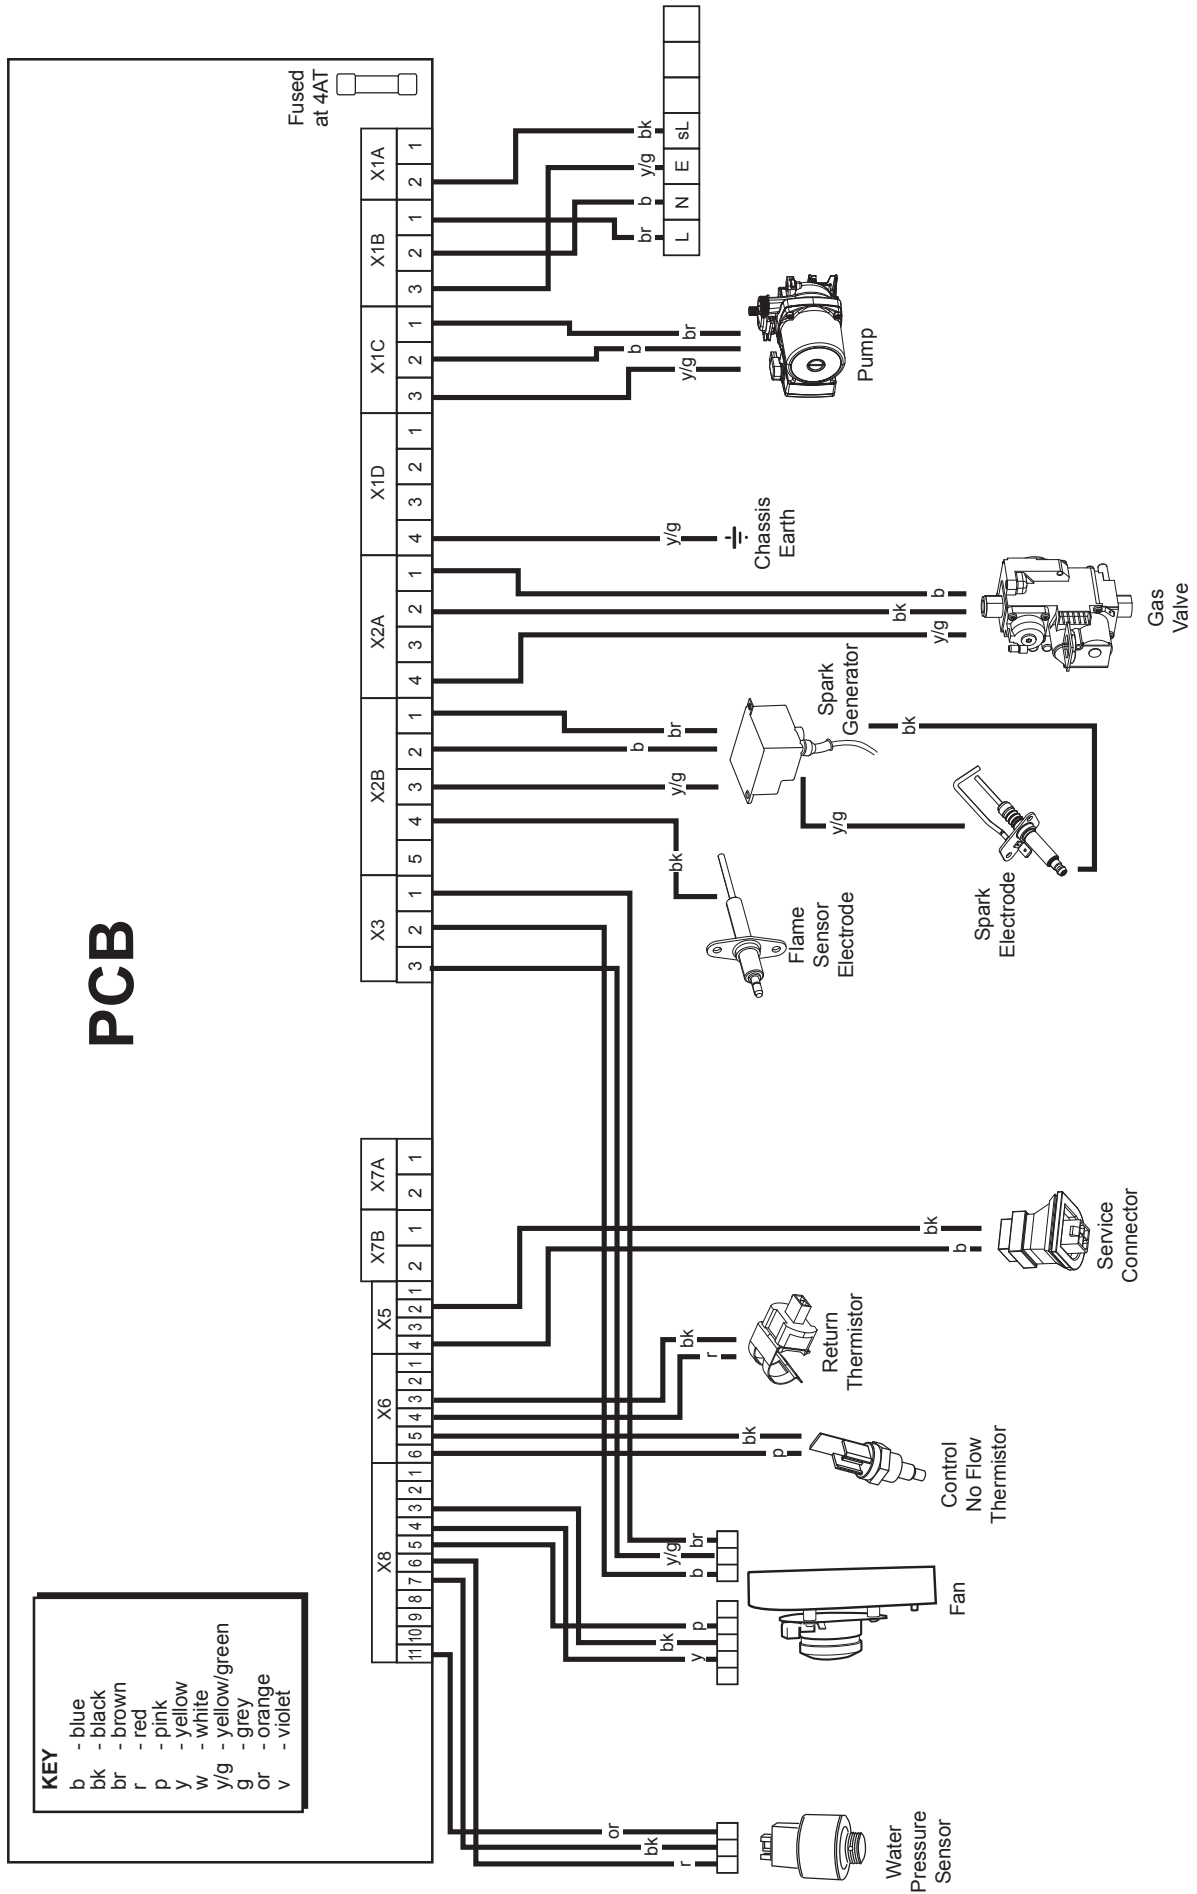 PCB
KEY
b - blue
bk - black
br - brown
r - red
p - pink
y - yellow
w - white
y/g - yellow/green
g - grey
or - orange
v - violet
Fused
at 4AT
X8
11 10 9 8 7 6 5 4 3 2 1
X6
6 5 4 3 2 1
X5
4 3 2 1
X7B
2 1
X7A
2 1
X3
3 2 1
X2B
5 4 3 2 1
X2A
4 3 2 1
X1D
4 3 2 1
X1C
3 2 1
X1B
3 2 1
X1A
2 1
r
bk
or
Water
Pressure
Sensor
y
bk
p
b
y/g
br
Fan
p
bk
Control
No Flow
Thermistor
r
bk
Return
Thermistor
b
bk
Service
Connector
bk
Flame
Sensor
Electrode
y/g
b
br
Spark
Generator
y/g
bk
Spark
Electrode
y/g
bk
b
Gas
Valve
y/g
Chassis
Earth
y/g
b
br
Pump
br
b
y/g
bk
L N E sL